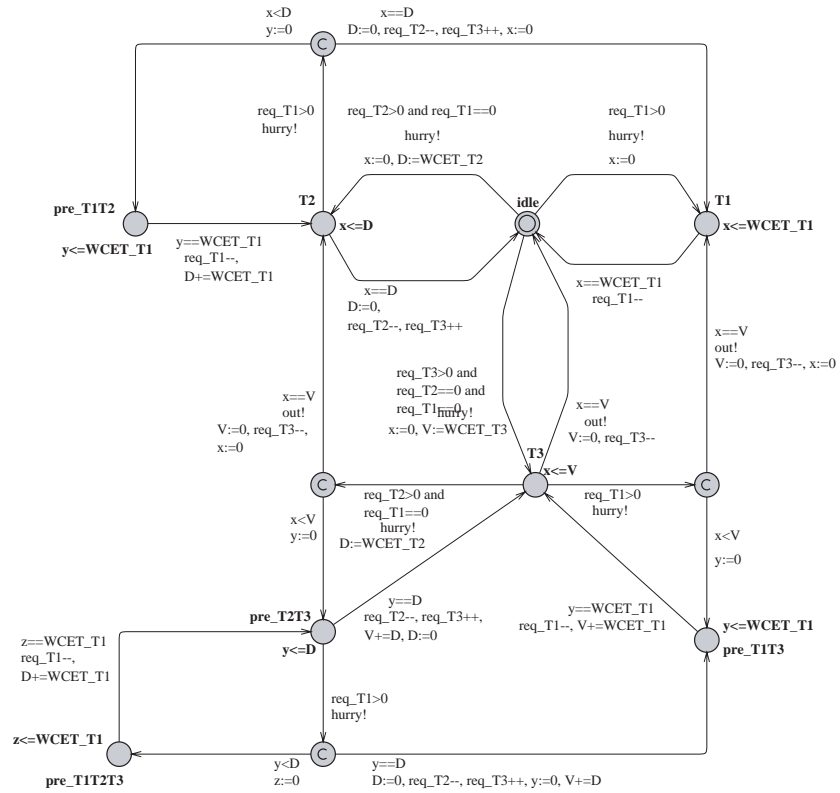 x<D
y:=0
x==D
D:=0, req_T2--, req_T3++, x:=0
C
req_T1>0
hurry!
req_T2>0 and req_T1==0
hurry!
x:=0, D:=WCET_T2
req_T1>0
hurry!
x:=0
pre_T1T2
y<=WCET_T1
T2
x<=D
idle
T1
x<=WCET_T1
y==WCET_T1
req_T1--,
D+=WCET_T1
x==D
D:=0,
req_T2--, req_T3++
x==WCET_T1
req_T1--
x==V
out!
V:=0, req_T3--, x:=0
req_T3>0 and
req_T2==0 and
req_T1==0
hurry!
x:=0, V:=WCET_T3
x==V
out!
V:=0, req_T3--,
x:=0
x==V
out!
V:=0, req_T3--
T3
x<=V
C
req_T2>0 and
req_T1==0
hurry!
D:=WCET_T2
req_T1>0
hurry!
C
x<V
y:=0
x<V
y:=0
pre_T2T3
y<=D
y==D
req_T2--, req_T3++,
V+=D, D:=0
y==WCET_T1
req_T1--, V+=WCET_T1
y<=WCET_T1
pre_T1T3
z==WCET_T1
req_T1--,
D+=WCET_T1
req_T1>0
hurry!
z<=WCET_T1
pre_T1T2T3
C
y<D
z:=0
y==D
D:=0, req_T2--, req_T3++, y:=0, V+=D